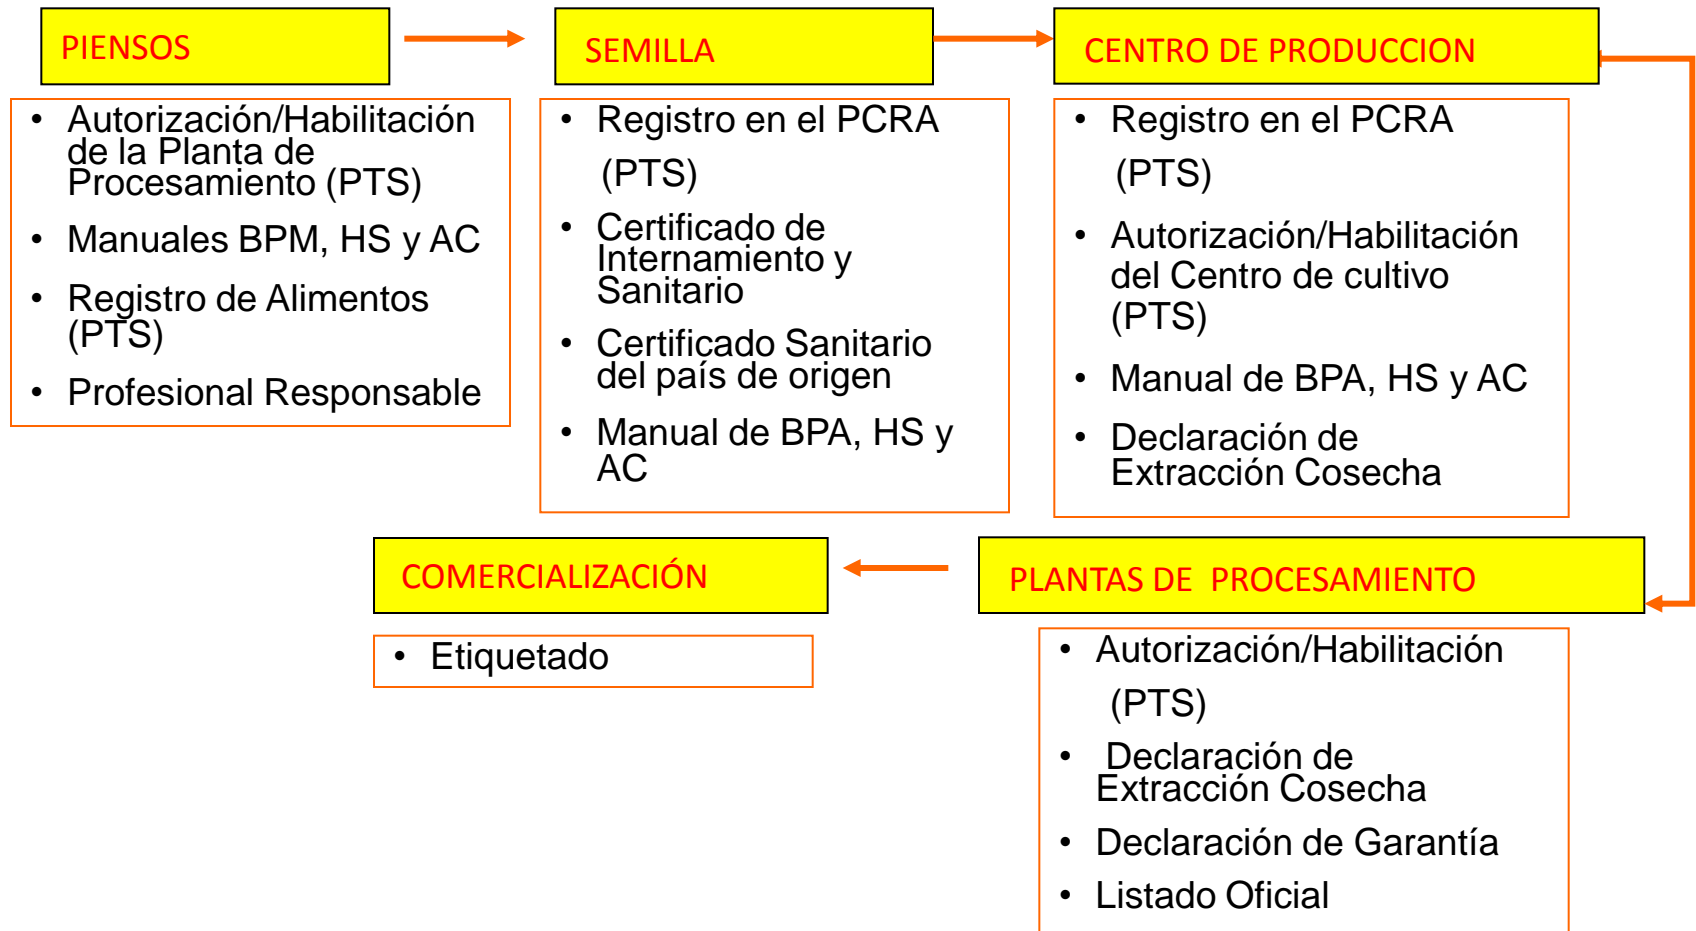 PIENSOS
• Autorización/Habilitación
de la Planta de
Procesamiento (PTS)
• Manuales BPM, HS y AC
• Registro de Alimentos
(PTS)
• Profesional Responsable
SEMILLA
• Registro en el PCRA
(PTS)
• Certificado de
Internamiento y
Sanitario
• Certificado Sanitario
del país de origen
• Manual de BPA, HS y
AC
CENTRO DE PRODUCCION
• Registro en el PCRA
(PTS)
• Autorización/Habilitación
del Centro de cultivo
(PTS)
• Manual de BPA, HS y AC
• Declaración de
Extracción Cosecha
PLANTAS DE PROCESAMIENTO
• Autorización/Habilitación
(PTS)
• Declaración de
Extracción Cosecha
• Declaración de Garantía
• Listado Oficial
COMERCIALIZACIÓN
• Etiquetado